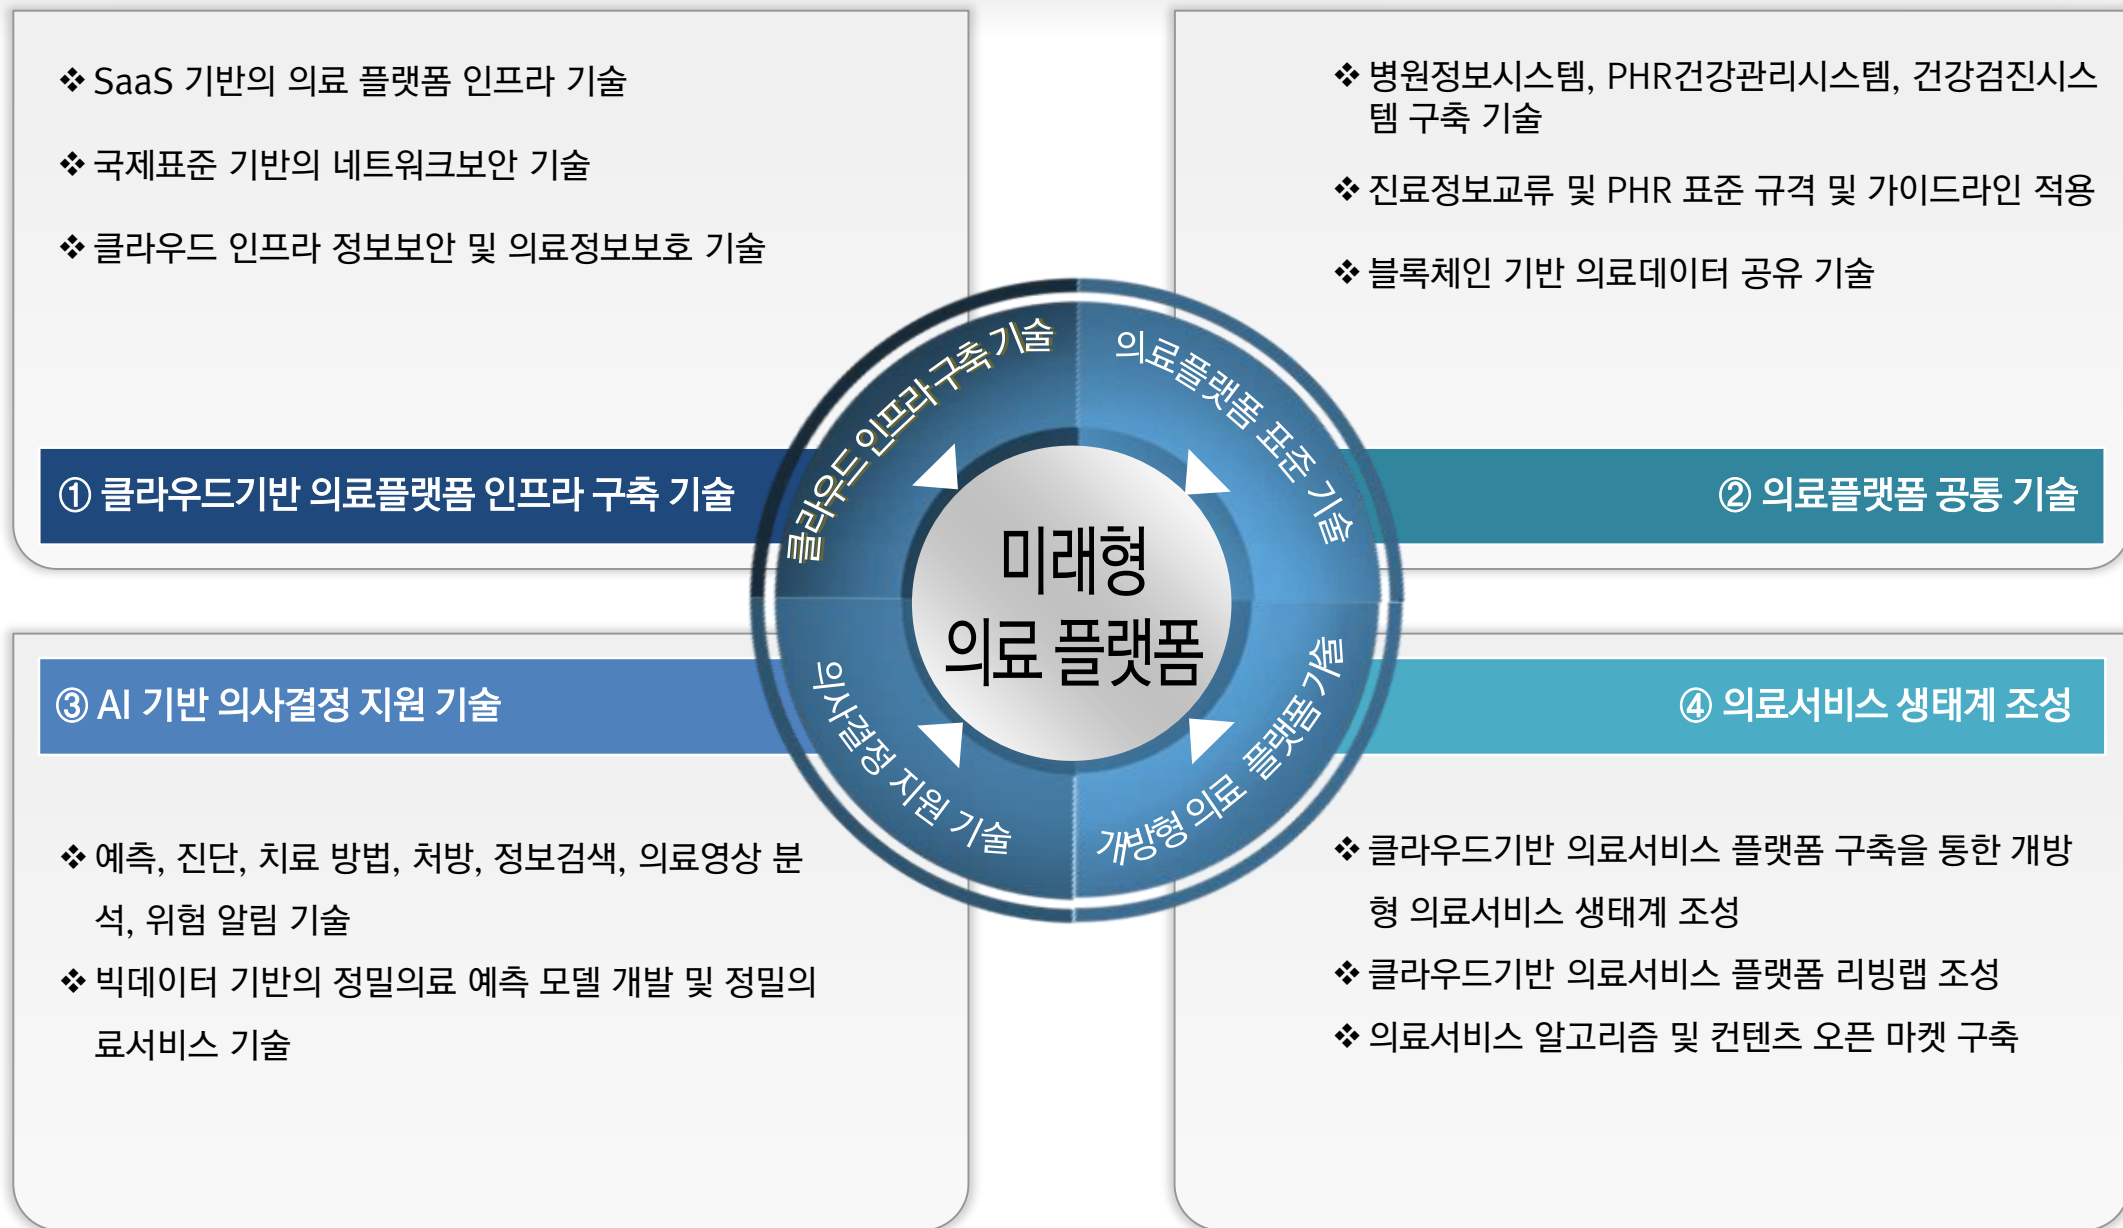 ❖ SaaS 기반의 의료 플랫폼 인프라 기술
❖ 국제표준 기반의 네트워크보안 기술
❖ 클라우드 인프라 정보보안 및 의료정보보호 기술
① 클라우드기반 의료플랫폼 인프라 구축 기술
❖ 병원정보시스템, PHR건강관리시스템, 건강검진시스
템 구축 기술
❖ 진료정보교류 및 PHR 표준 규격 및 가이드라인 적용
❖ 블록체인 기반 의료데이터 공유 기술
② 의료플랫폼 공통 기술
클라우드 인프라 구축 기술
의료플랫폼 표준 기술
미래형
의료 플랫폼
의사결정 지원 기술
개방형 의료 플랫폼 기술
③ AI 기반 의사결정 지원 기술
❖ 예측, 진단, 치료 방법, 처방, 정보검색, 의료영상 분
석, 위험 알림 기술
❖ 빅데이터 기반의 정밀의료 예측 모델 개발 및 정밀의
료서비스 기술
④ 의료서비스 생태계 조성
❖ 클라우드기반 의료서비스 플랫폼 구축을 통한 개방
형 의료서비스 생태계 조성
❖ 클라우드기반 의료서비스 플랫폼 리빙랩 조성
❖ 의료서비스 알고리즘 및 컨텐츠 오픈 마켓 구축